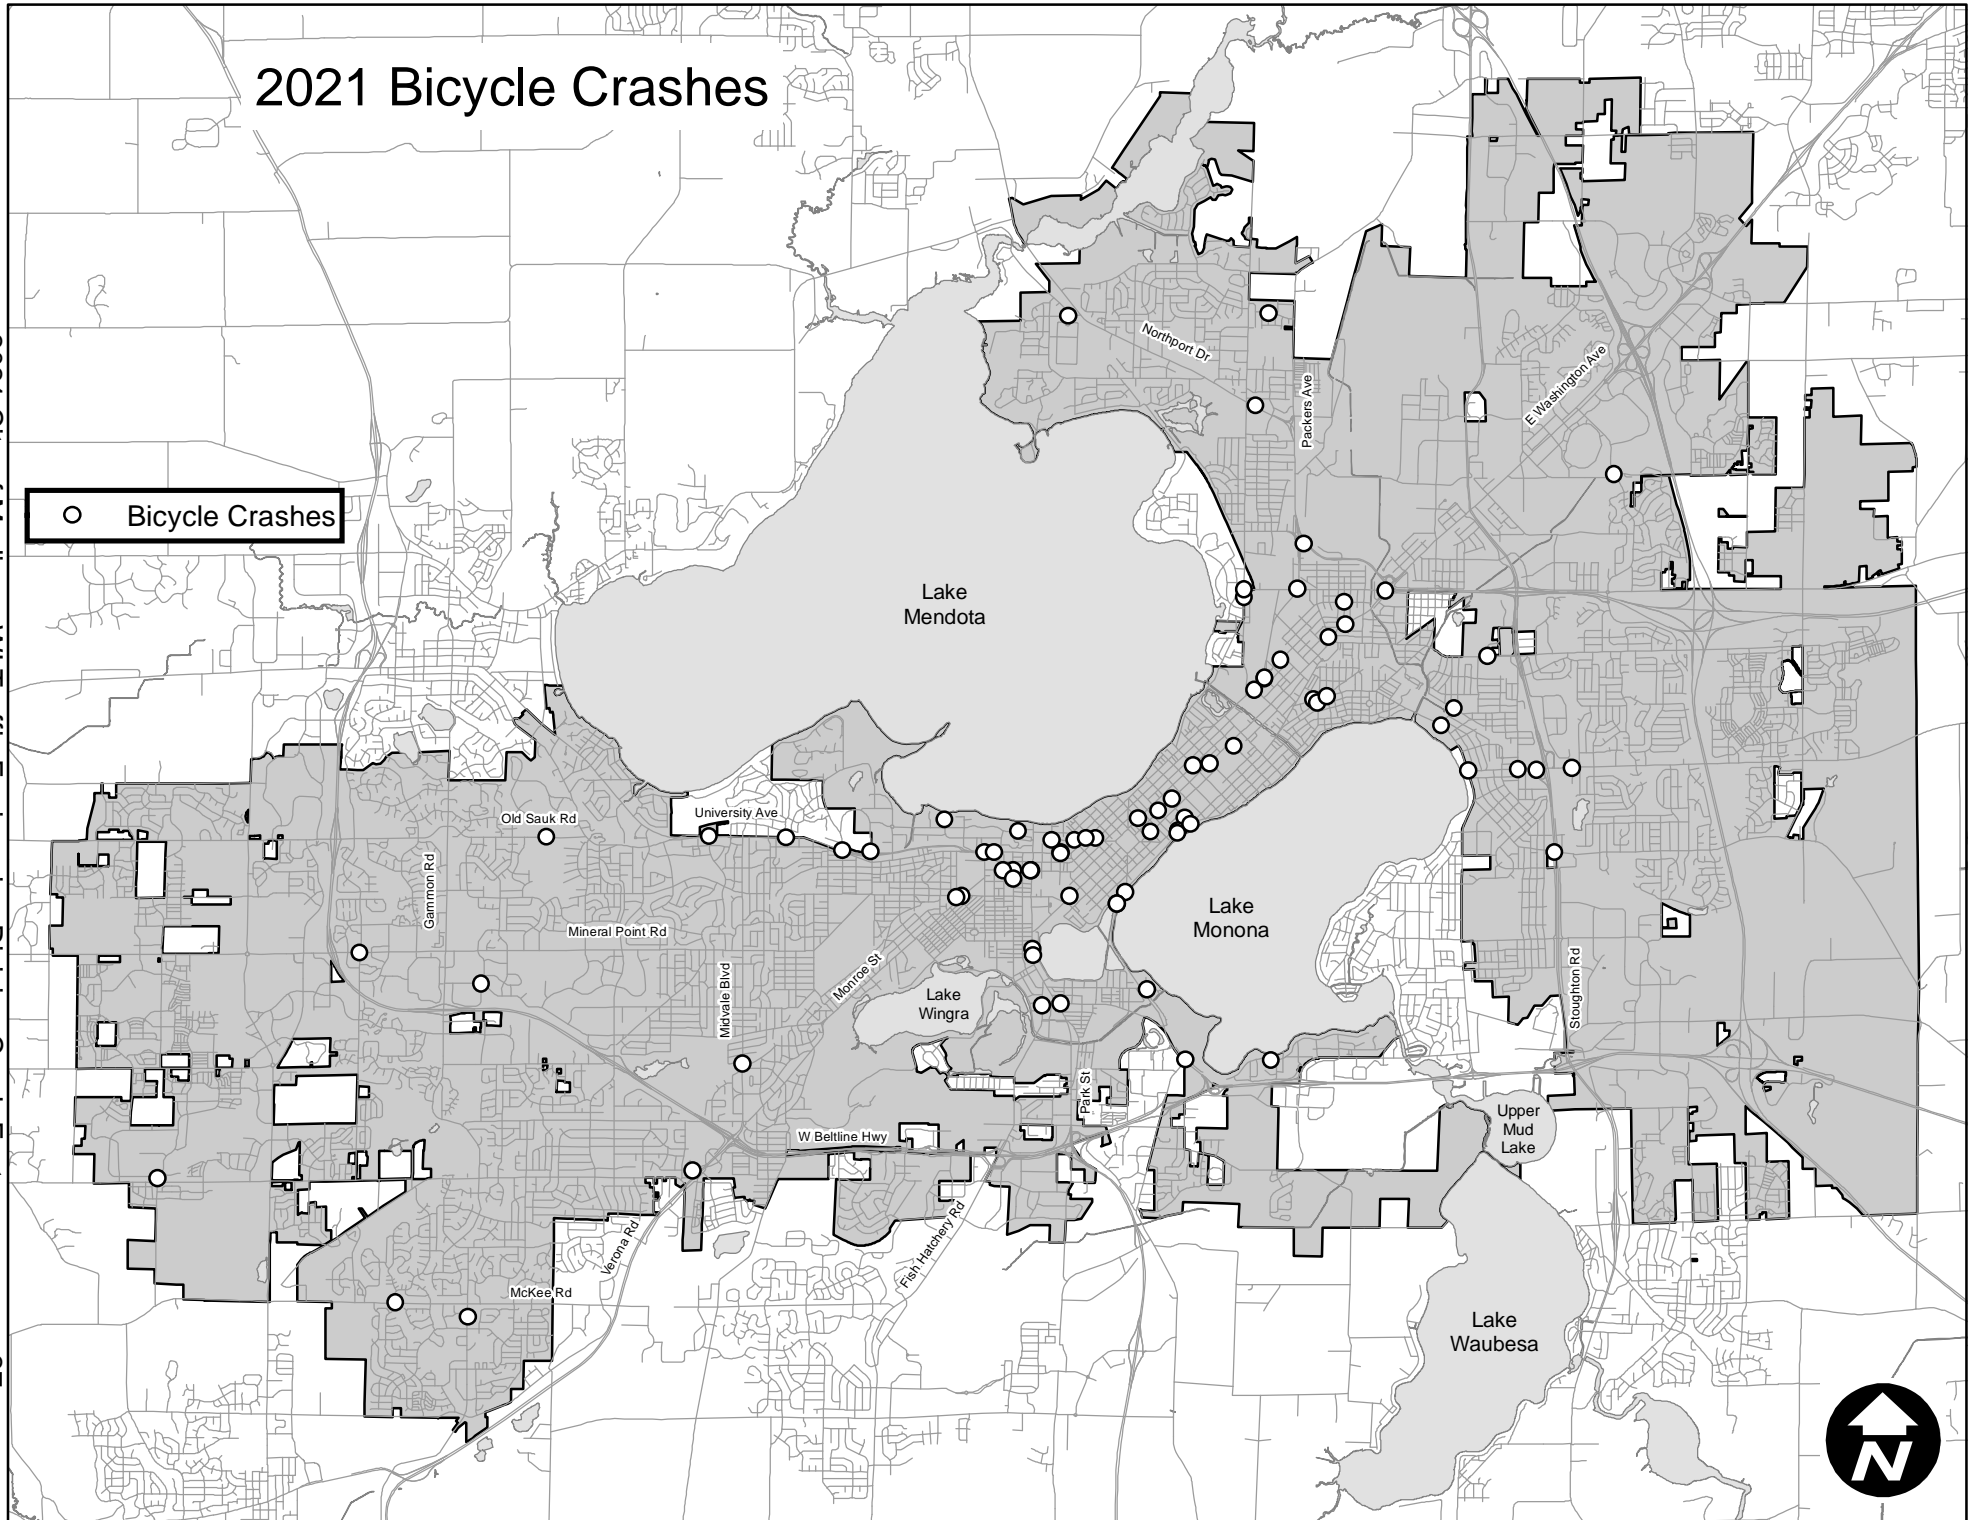 2021 Bicycle Crashes
Northport Dr
Packers Ave
E Washington Ave
Bicycle Crashes
Lake
Mendota
University Ave
Old Sauk Rd
Gammon Rd
Mineral Point Rd
Lake
Monona
Monroe St
Midvale Blvd
Lake
Wingra
Stoughton Rd
Park St
Upper
Mud
Lake
W Beltline Hwy
Verona Rd
Fish Hatchery Rd
McKee Rd
Lake
Waubesa
N